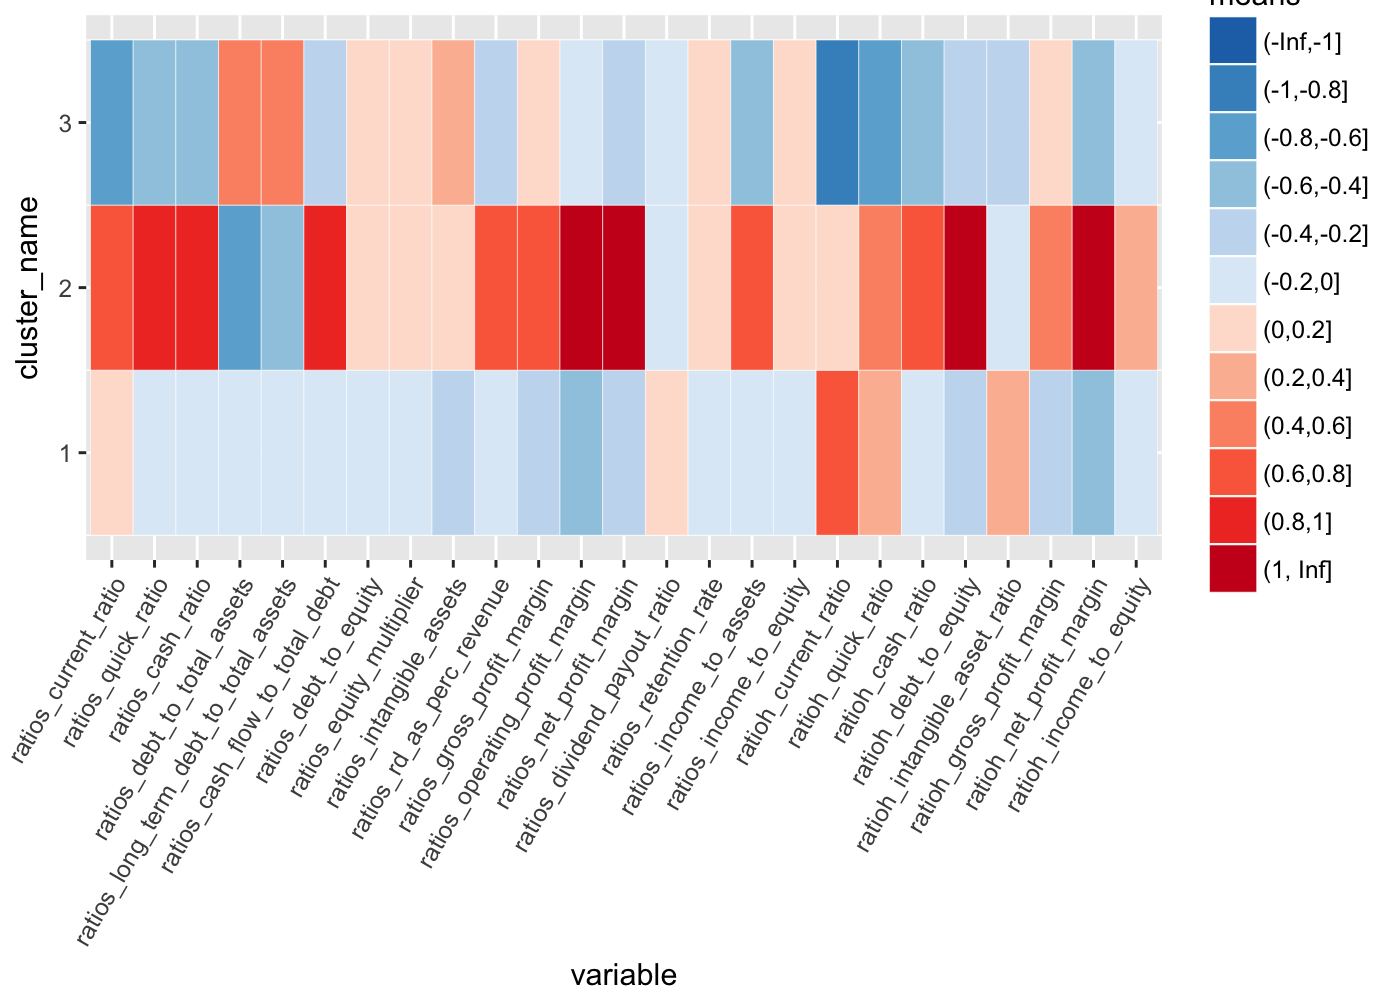 means
(-Inf,-1]
(-1,-0.8]
(-0.8,-0.6]
(-0.6,-0.4]
(-0.4,-0.2]
(-0.2,0]
(0,0.2]
(0.2,0.4]
(0.4,0.6]
(0.6,0.8]
(0.8,1]
(1, Inf]
cluster_name
3
2
1
ratios_current_ratio
ratios_quick_ratio
ratios_cash_ratio
ratios_debt_to_total_assets
ratios_long_term_debt_to_total_assets
ratios_cash_flow_to_total_debt
ratios_debt_to_equity
ratios_equity_multiplier
ratios_intangible_assets
ratios_rd_as_perc_revenue
ratios_gross_profit_margin
ratios_operating_profit_margin
ratios_net_profit_margin
ratios_dividend_payout_ratio
ratios_retention_rate
ratios_income_to_assets
ratios_income_to_equity
ratioh_current_ratio
ratioh_quick_ratio
ratioh_cash_ratio
ratioh_debt_to_equity
ratioh_intangible_asset_ratio
ratioh_gross_profit_margin
ratioh_net_profit_margin
ratioh_income_to_equity
variable